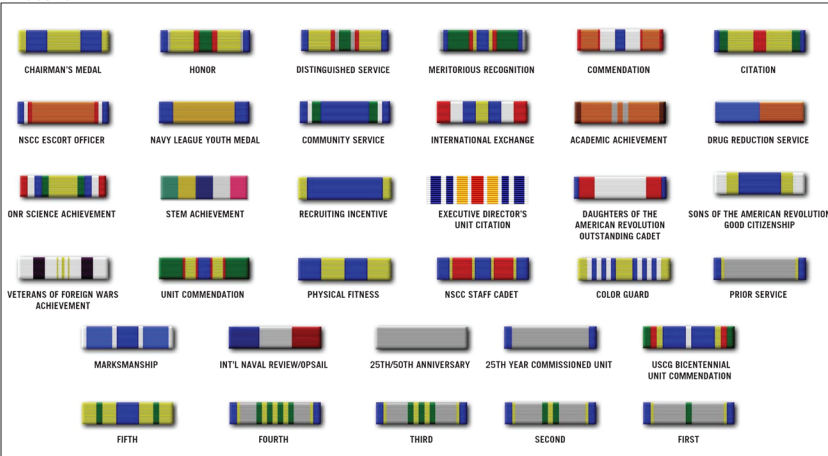 CHAIRMAN'S MEDAL
HONOR
DISTINGUISHED SERVICE
MERITORIOUS RECOGNITION
COMMENDATION
CITATION
NSCC ESCORT OFFICER
NAVY LEAGUE YOUTH MEDAL
COMMUNITY SERVICE
INTERNATIONAL EXCHANGE
ACADEMIC ACHIEVEMENT
DRUG REDUCTION SERVICE
ONR SCIENCE ACHIEVEMENT
STEM ACHIEVEMENT
RECRUITING INCENTIVE
EXECUTIVE DIRECTOR'S
UNIT CITATION
DAUGHTERS OF THE
AMERICAN REVOLUTION
OUTSTANDING CADET
SONS OF THE AMERICAN REVOLUTION
GOOD CITIZENSHIP
VETERANS OF FOREIGN WARS
ACHIEVEMENT
UNIT COMMENDATION
PHYSICAL FITNESS
NSCC STAFF CADET
COLOR GUARD
PRIOR SERVICE
MARKSMANSHIP
INT'L NAVAL REVIEW/OPSAIL
25TH/50TH ANNIVERSARY
25TH YEAR COMMISSIONED UNIT
USCG BICENTENNIAL
UNIT COMMENDATION
FIFTH
FOURTH
THIRD
SECOND
FIRST